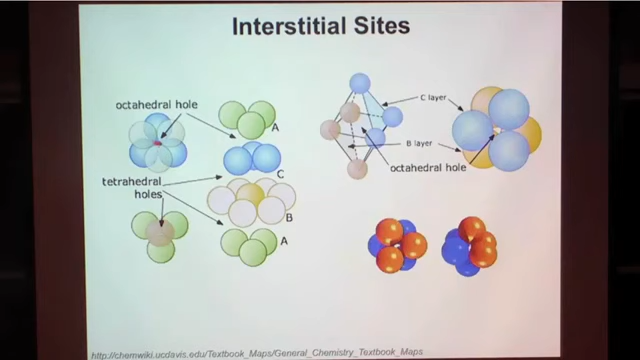 Interstitial Sites
octahedral hole
A
C
tetrahedral
holes
B
A
C layer
B layer
octahedral hole
http://chemwiki.ucdavis.edu/Textbook_Maps/General_Chemistry_Textbook_Maps